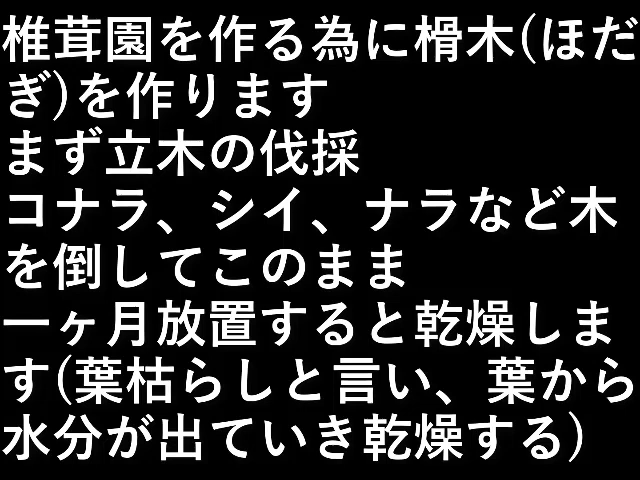 椎茸園を作る為に榾木(ほだ
ぎ)を作ります
まず立木の伐採
コナラ、シイ、ナラなど木
を倒してこのまま
一ヶ月放置すると乾燥しま
す(葉枯らしと言い、葉から
水分が出ていき乾燥する)